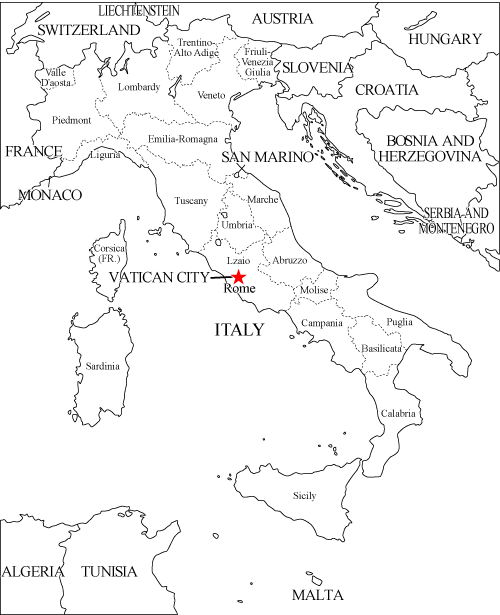 LIECHTENSTEIN
AUSTRIA
SWITZERLAND
HUNGARY
Trentino-
Alto Adige
Friuli-
Venezia
Giulia
SLOVENIA
Valle
D'aosta
Lombardy
Veneto
CROATIA
Piedmont
Emilia-Romagna
BOSNIA AND
HERZEGOVINA
FRANCE
Liguria
SAN MARINO
MONACO
Tuscany
Marche
SERBIA AND
MONTENEGRO
Umbria
Corsica
(FR.)
Lzaio
Abruzzo
VATICAN CITY
Rome
Molise
ITALY
Campania
Puglia
Basilicata
Sardinia
Calabria
Sicily
ALGERIA
TUNISIA
MALTA